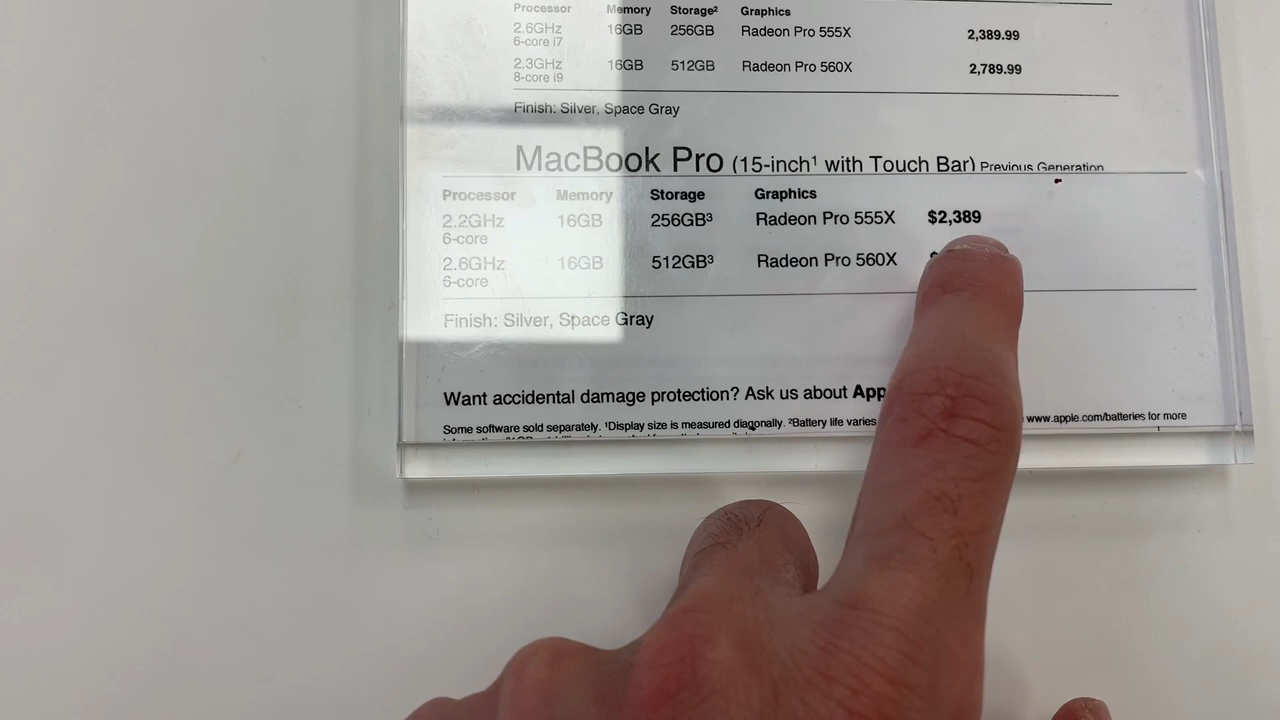 Processor Memory Storage² Graphics
2.6GHz 16GB 256GB Radeon Pro 555X 2,389.99
6-core i7
2.3GHz 16GB 512GB Radeon Pro 560X 2,789.99
8-core i9
Finish: Silver, Space Gray
MacBook Pro (15-inch¹ with Touch Bar) Previous Generation
Processor Memory Storage Graphics
2.2GHz 16GB 256GB³ Radeon Pro 555X $2,389
6-core
2.6GHz 16GB 512GB³ Radeon Pro 560X
6-core
Finish: Silver, Space Gray
Want accidental damage protection? Ask us about App
Some software sold separately. ¹Display size is measured diagonally. ²Battery life varies www.apple.com/batteries for more